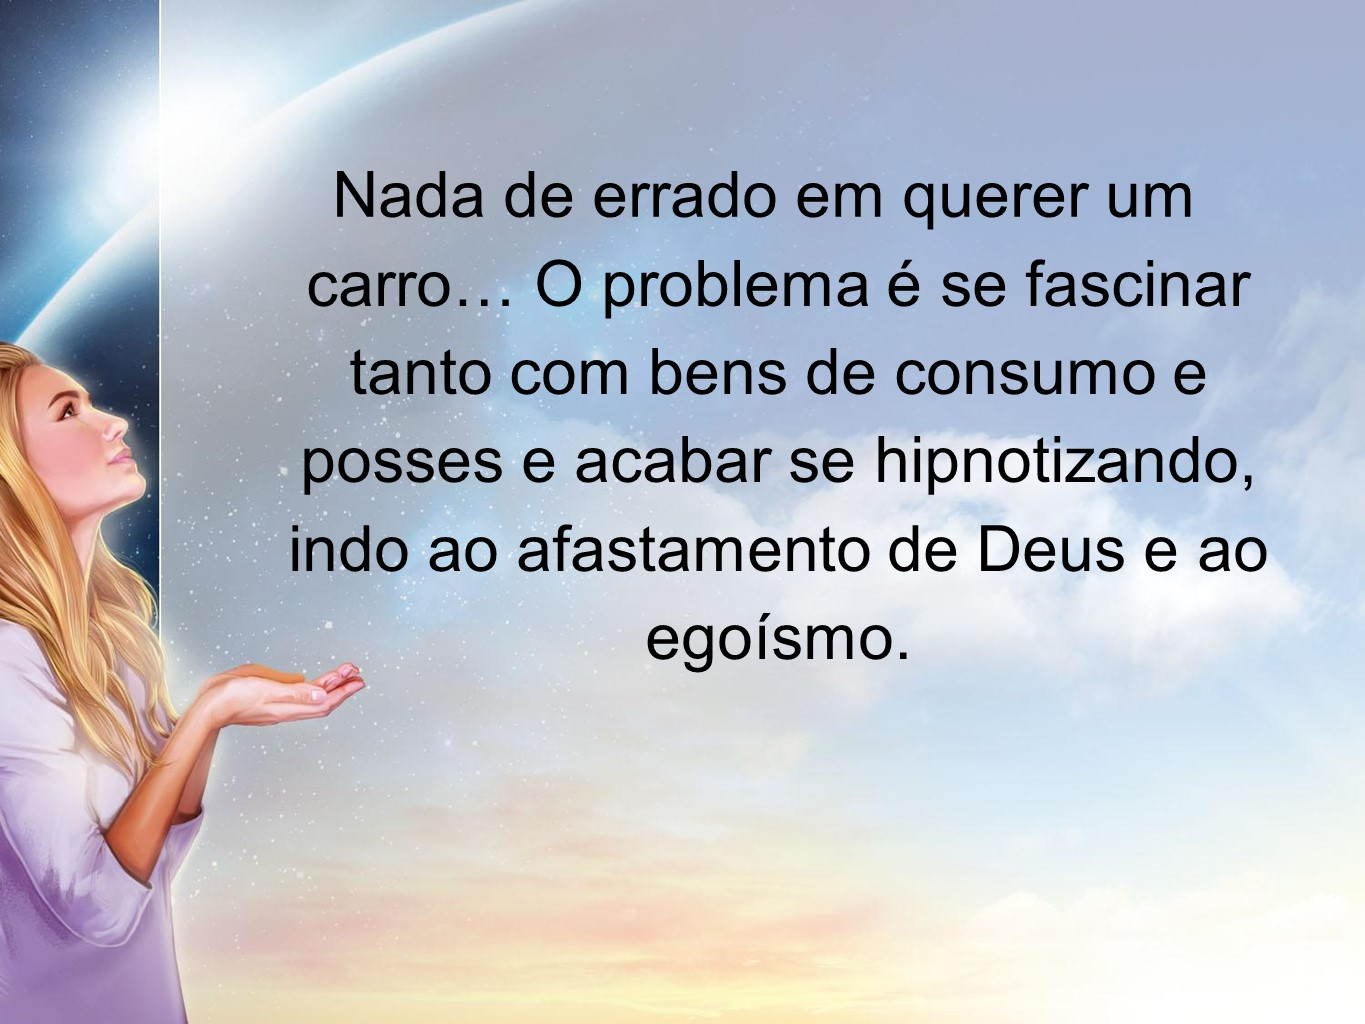 Nada de errado em querer um
carro… O problema é se fascinar
tanto com bens de consumo e
posses e acabar se hipnotizando,
indo ao afastamento de Deus e ao
egoísmo.